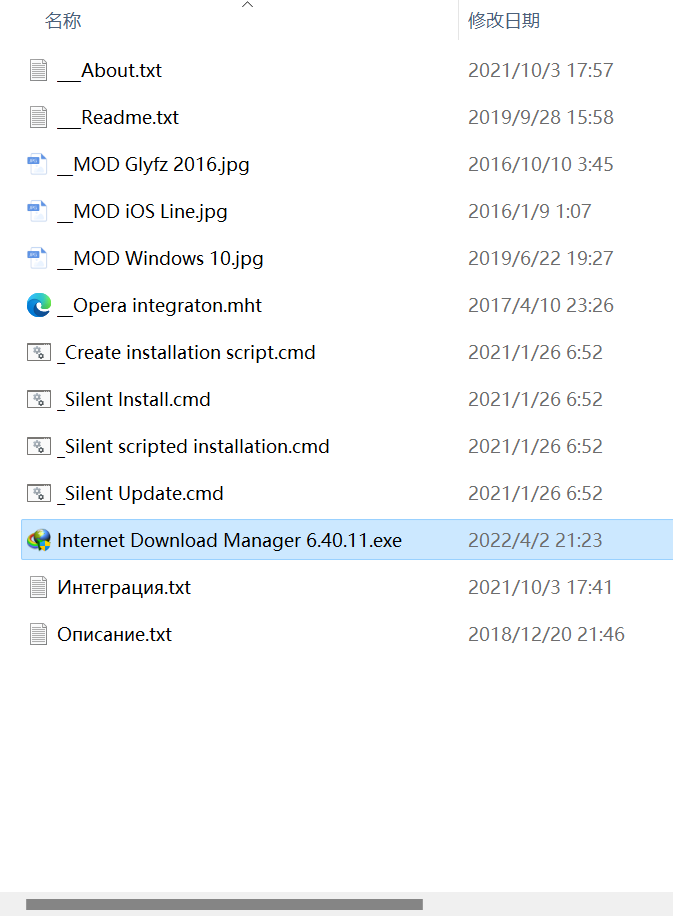 名称 修改日期
___About.txt 2021/10/3 17:57
___Readme.txt 2019/9/28 15:58
__MOD Glyfz 2016.jpg 2016/10/10 3:45
__MOD iOS Line.jpg 2016/1/9 1:07
__MOD Windows 10.jpg 2019/6/22 19:27
__Opera integraton.mht 2017/4/10 23:26
_Create installation script.cmd 2021/1/26 6:52
_Silent Install.cmd 2021/1/26 6:52
_Silent scripted installation.cmd 2021/1/26 6:52
_Silent Update.cmd 2021/1/26 6:52
Internet Download Manager 6.40.11.exe 2022/4/2 21:23
Интеграция.txt 2021/10/3 17:41
Описание.txt 2018/12/20 21:46